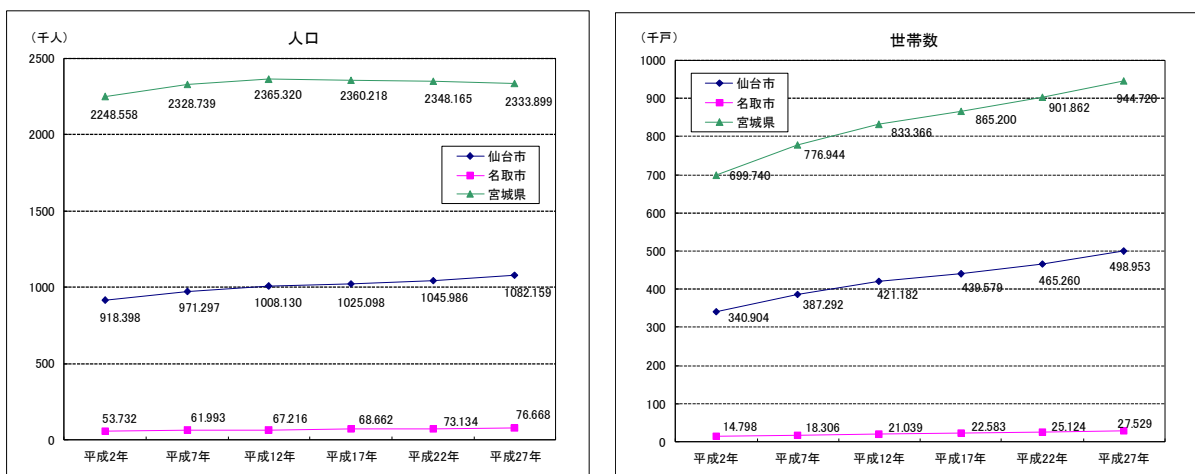 (千人)
人口
2500
2000
1500
1000
500
0
2248.558
2328.739
2365.320
2360.218
2348.165
2333.899
仙台市
名取市
宮城県
918.398
971.297
1008.130
1025.098
1045.986
1082.159
53.732
61.993
67.216
68.662
73.134
76.668
平成2年
平成7年
平成12年
平成17年
平成22年
平成27年
(千戸)
世帯数
1000
900
800
700
600
500
400
300
200
100
0
仙台市
名取市
宮城県
699.740
776.944
833.366
865.200
901.862
944.720
340.904
387.292
421.182
439.579
465.260
498.953
14.798
18.306
21.039
22.583
25.124
27.529
平成2年
平成7年
平成12年
平成17年
平成22年
平成27年